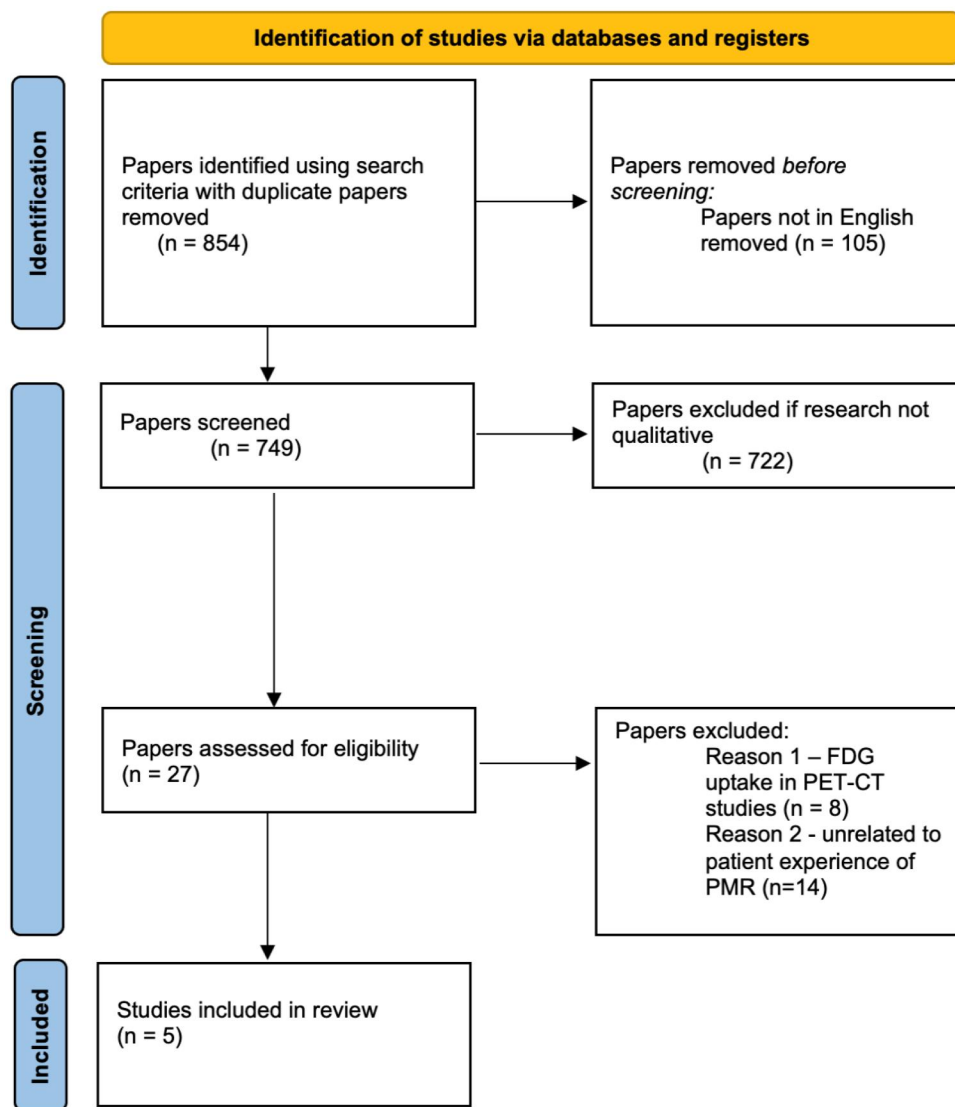 Identification of studies via databases and registers
Identification
Papers identified using search
criteria with duplicate papers
removed
(n = 854)
Papers removed before
screening:
Papers not in English
removed (n = 105)
Screening
Papers screened
(n = 749)
Papers excluded if research not
qualitative
(n = 722)
Papers assessed for eligibility
(n = 27)
Papers excluded:
Reason 1 – FDG
uptake in PET-CT
studies (n = 8)
Reason 2 - unrelated to
patient experience of
PMR (n=14)
Included
Studies included in review
(n = 5)